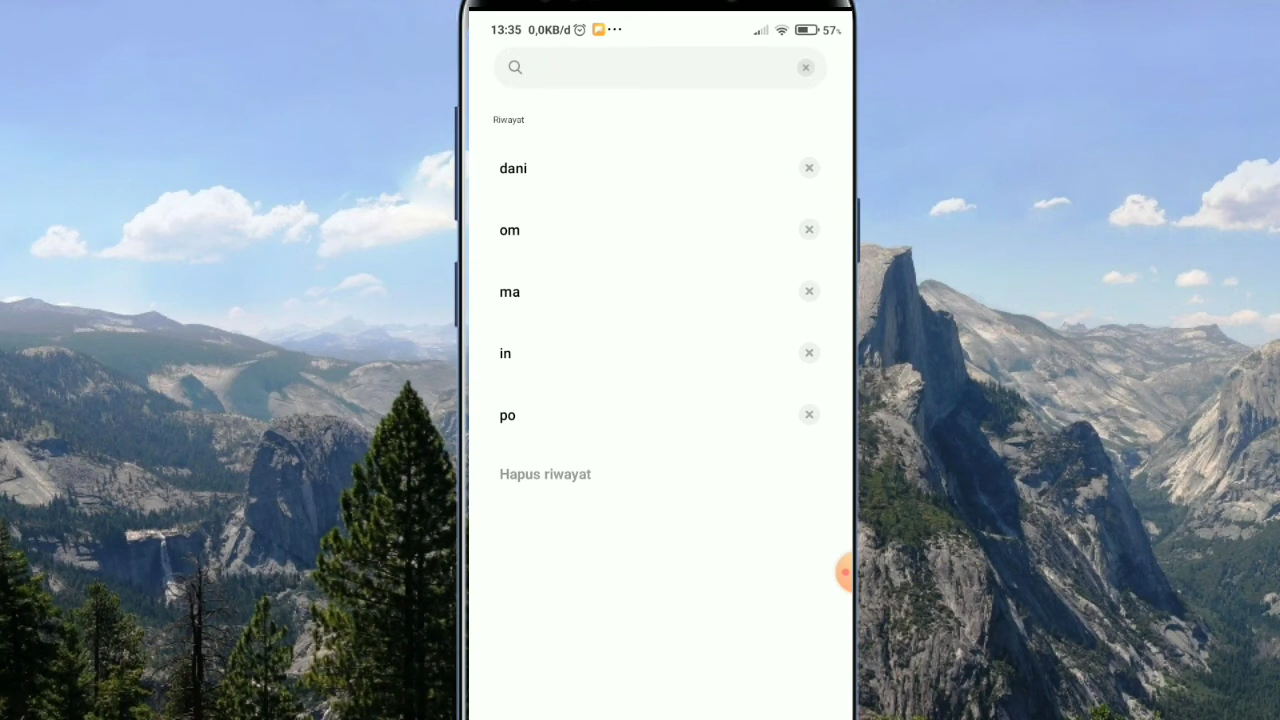 13:35 0,0KB/d
57%
Riwayat
dani
om
ma
in
po
Hapus riwayat